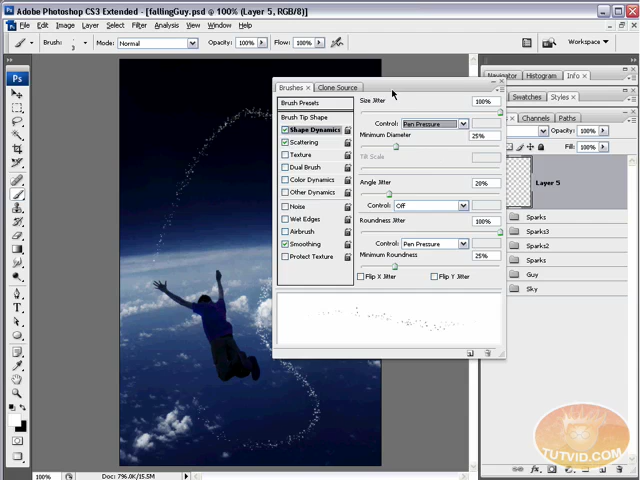 Adobe Photoshop CS3 Extended - [fallingGuy.psd @ 100% (Layer 5, RGB/8)]
File Edit Image Layer Select Filter Analysis View Window Help
Brush: 3 Mode: Normal Opacity: 100% Flow: 100% Workspace
Ps
Navigator Histogram Info ×
Swatches Styles ×
Channels Paths
Opacity: 100%
Fill: 100%
Layer 5
Sparks
Sparks3
Sparks2
Sparks
Guy
Sky
Brushes × Clone Source
Brush Presets
Brush Tip Shape
Shape Dynamics
Scattering
Texture
Dual Brush
Color Dynamics
Other Dynamics
Noise
Wet Edges
Airbrush
Smoothing
Protect Texture
Size Jitter 100%
Control: Pen Pressure
Minimum Diameter 25%
Tilt Scale
Angle Jitter 20%
Control: Off
Roundness Jitter 100%
Control: Pen Pressure
Minimum Roundness 25%
Flip X Jitter Flip Y Jitter
TUTVID.COM
100% Doc: 796.0K/15.5M